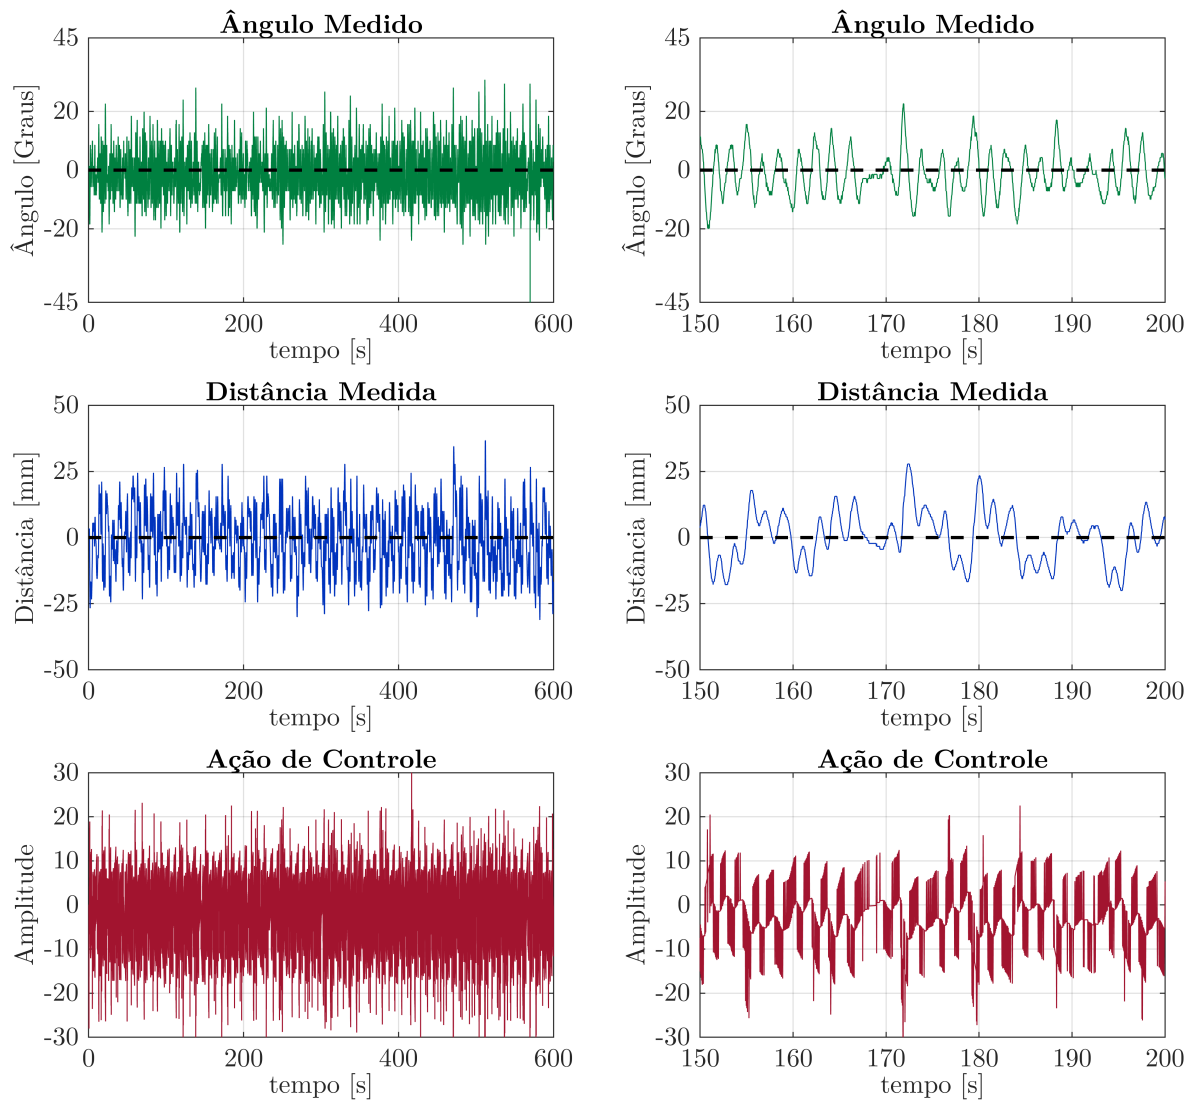 Ângulo Medido
45
20
0
-20
-45
Ângulo [Graus]
0 200 400 600
tempo [s]
Ângulo Medido
45
20
0
-20
-45
Ângulo [Graus]
150 160 170 180 190 200
tempo [s]
Distância Medida
50
25
0
-25
-50
Distância [mm]
0 200 400 600
tempo [s]
Distância Medida
50
25
0
-25
-50
Distância [mm]
150 160 170 180 190 200
tempo [s]
Ação de Controle
30
20
10
0
-10
-20
-30
Amplitude
0 200 400 600
tempo [s]
Ação de Controle
30
20
10
0
-10
-20
-30
Amplitude
150 160 170 180 190 200
tempo [s]